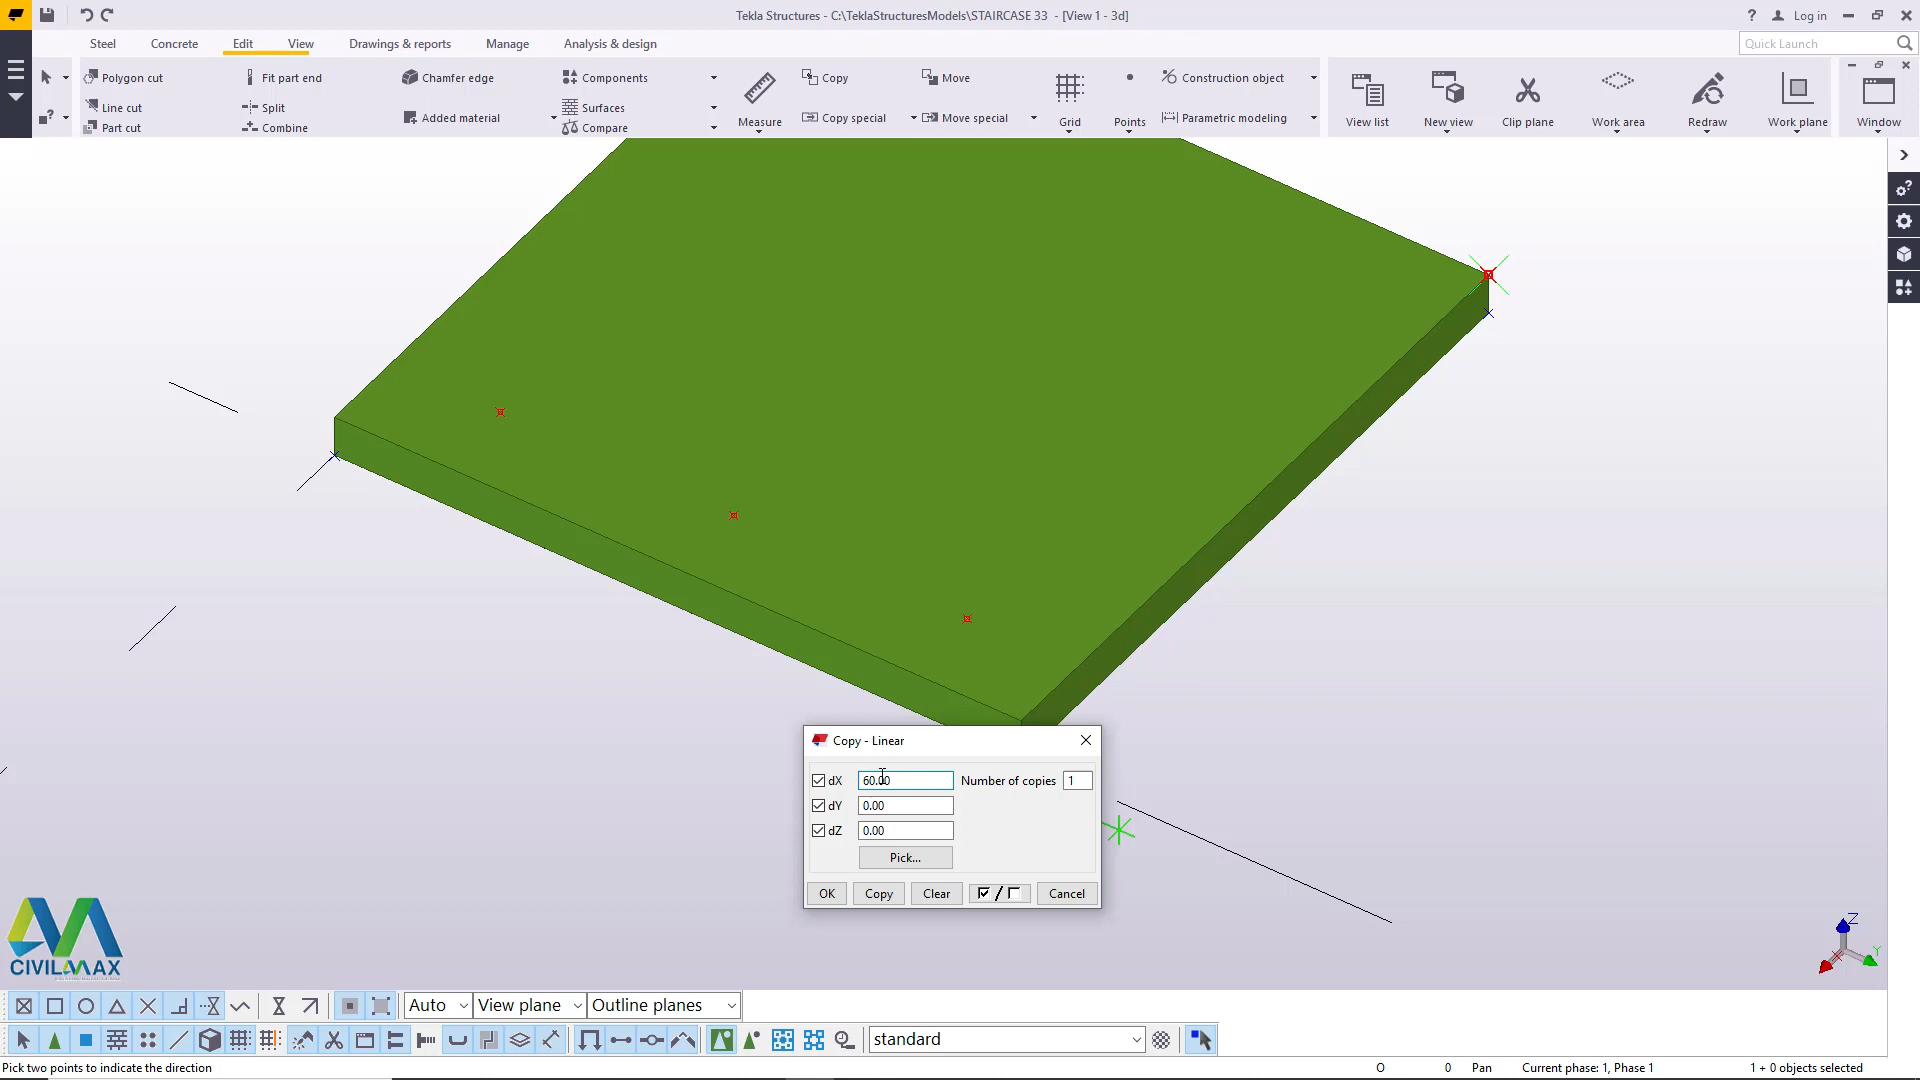 Tekla Structures - C:\TeklaStructuresModels\STAIRCASE 33 - [View 1 - 3d]
? Log in
Steel Concrete Edit View Drawings & reports Manage Analysis & design
Quick Launch
Polygon cut Fit part end Chamfer edge Components Copy Move Construction object
Line cut Split Surfaces
Added material Copy special Move special Parametric modeling
Part cut Combine Compare
Measure Grid Points View list New view Clip plane Work area Redraw Work plane Window
Copy - Linear
dX 60.00 Number of copies 1
dY 0.00
dZ 0.00
Pick...
OK Copy Clear / Cancel
Z
Y
CIVILMAX
Auto View plane Outline planes
standard
Pick two points to indicate the direction O 0 Pan Current phase: 1, Phase 1 1 + 0 objects selected